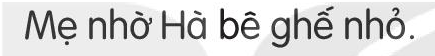 Mẹ nhờ Hà bê ghế nhỏ.